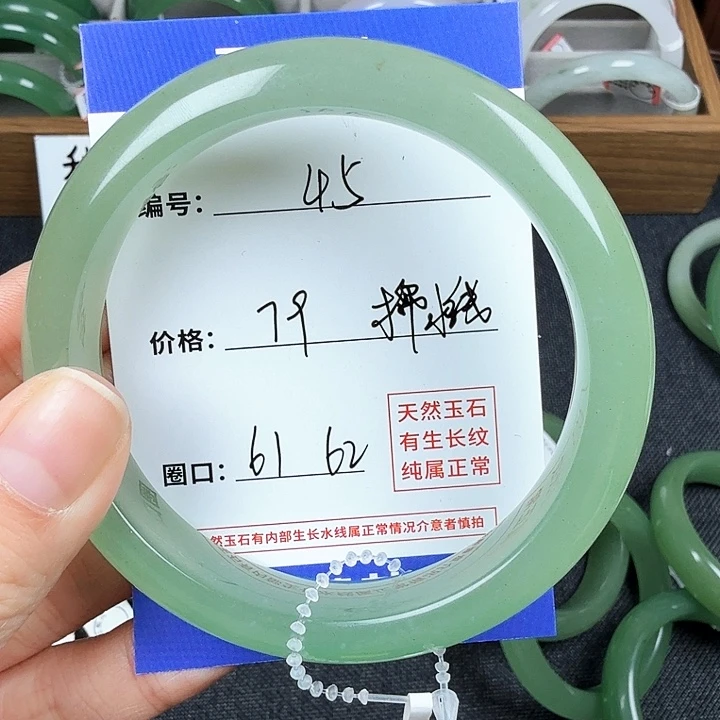 编号： 45
价格： 79
圈口： 61 62
天然玉石
有生长纹
纯属正常
然玉石有内部生长水线属正常情况介意者慎拍